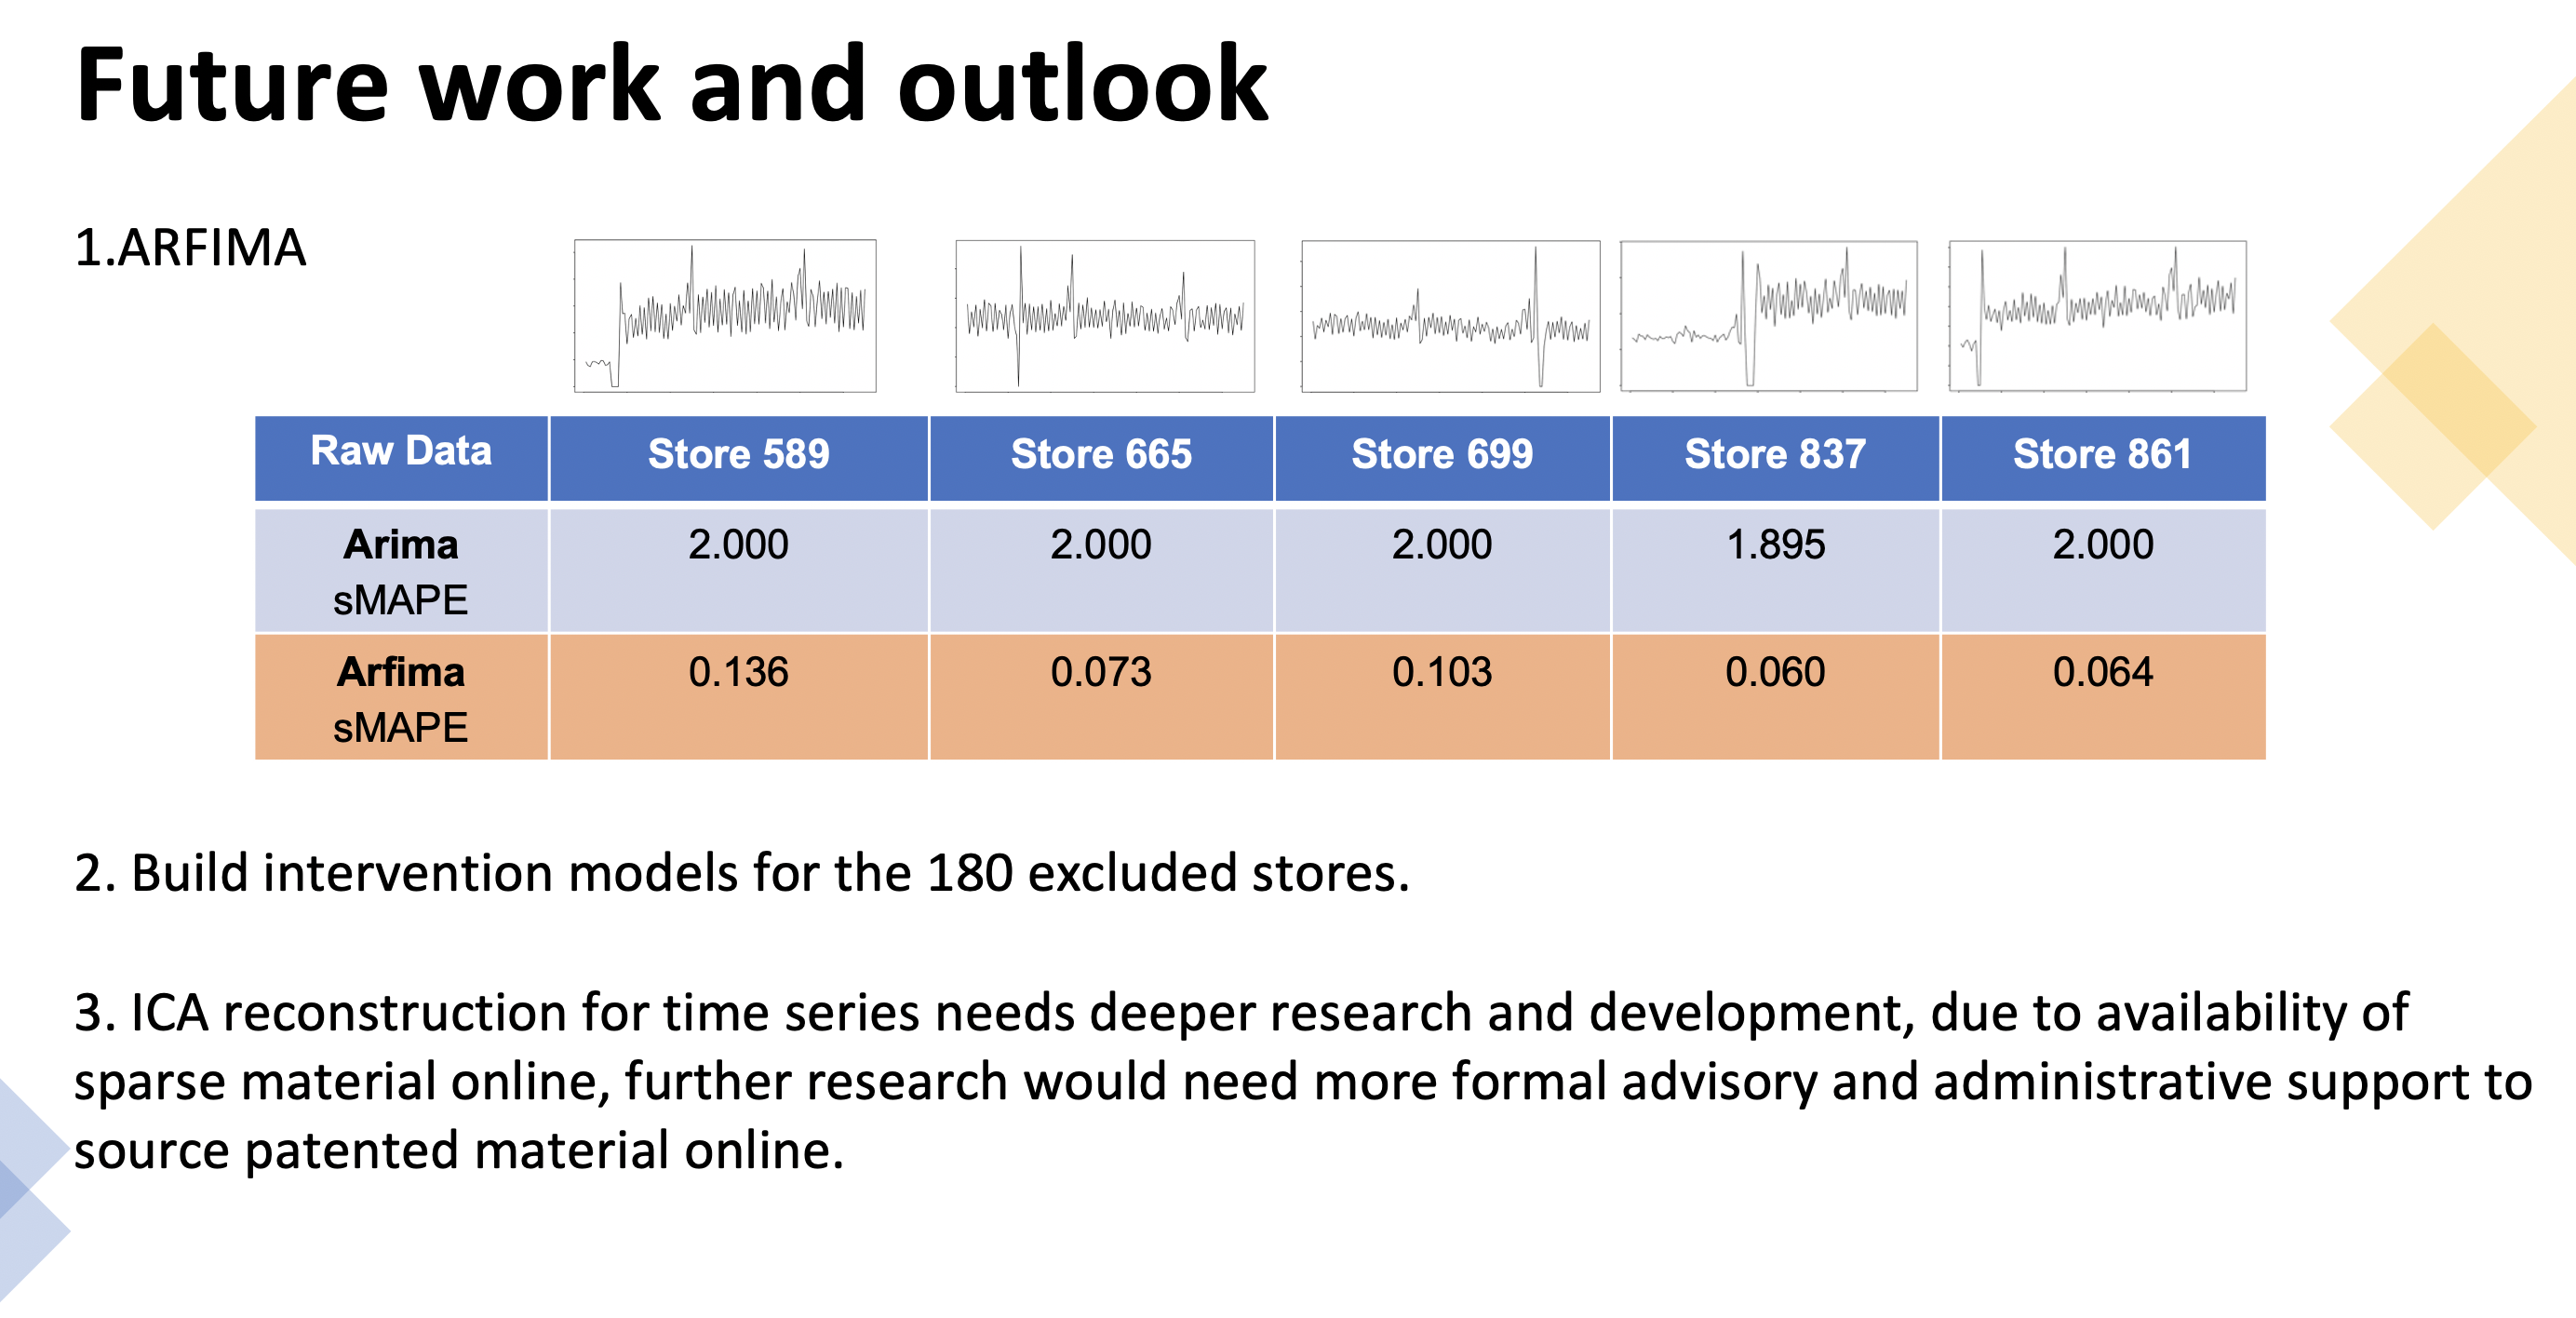 Future work and outlook
1.ARFIMA
Raw Data Store 589 Store 665 Store 699 Store 837 Store 861
Arima 2.000 2.000 2.000 1.895 2.000
sMAPE
Arfima 0.136 0.073 0.103 0.060 0.064
sMAPE
2. Build intervention models for the 180 excluded stores.
3. ICA reconstruction for time series needs deeper research and development, due to availability of
sparse material online, further research would need more formal advisory and administrative support to
source patented material online.